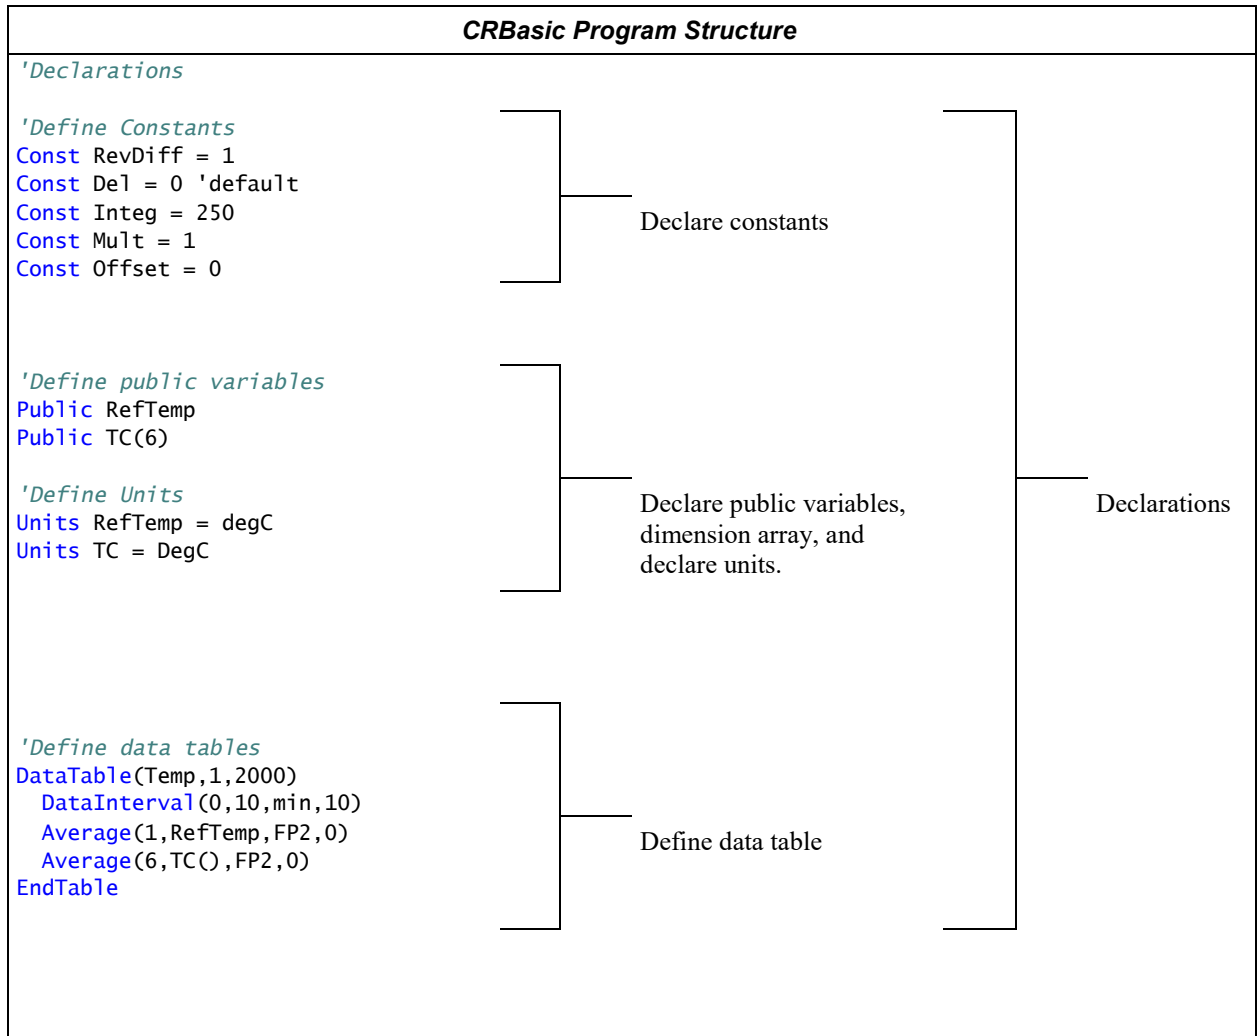 CRBasic Program Structure
'Declarations
'Define Constants
Const RevDiff = 1
Const Del = 0 'default
Const Integ = 250
Const Mult = 1
Const Offset = 0
Declare constants
'Define public variables
Public RefTemp
Public TC(6)
'Define Units
Units RefTemp = degC
Units TC = DegC
Declare public variables,
dimension array, and
declare units.
Declarations
'Define data tables
DataTable(Temp,1,2000)
  DataInterval(0,10,min,10)
  Average(1,RefTemp,FP2,0)
  Average(6,TC(),FP2,0)
EndTable
Define data table